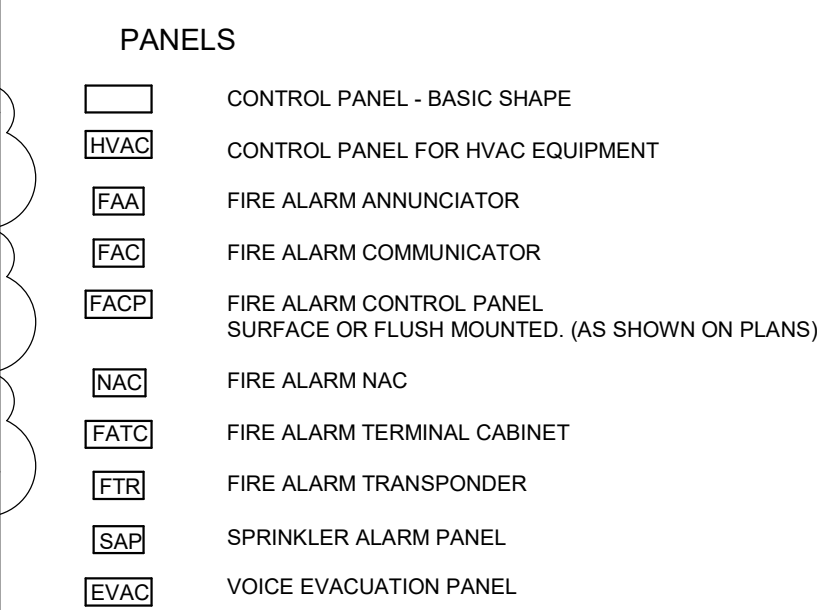 PANELS
CONTROL PANEL - BASIC SHAPE
HVAC CONTROL PANEL FOR HVAC EQUIPMENT
FAA FIRE ALARM ANNUNCIATOR
FAC FIRE ALARM COMMUNICATOR
FACP FIRE ALARM CONTROL PANEL
SURFACE OR FLUSH MOUNTED. (AS SHOWN ON PLANS)
NAC FIRE ALARM NAC
FATC FIRE ALARM TERMINAL CABINET
FTR FIRE ALARM TRANSPONDER
SAP SPRINKLER ALARM PANEL
EVAC VOICE EVACUATION PANEL